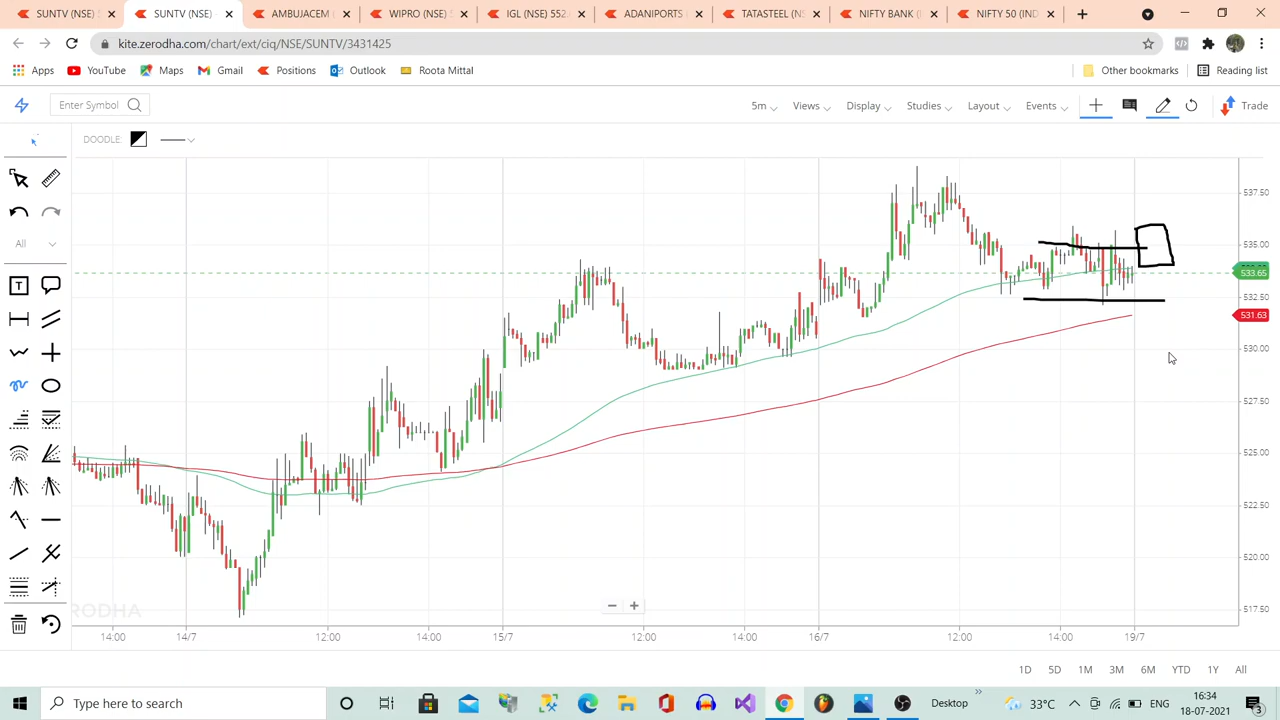 SUNTV (NSE) :
SUNTV (NSE) ·
AMBUJACEM (
WIPRO (NSE) 5
IGL (NSE) 552.
ADANIPORTS (
TATASTEEL (NS
NIFTY BANK (
NIFTY 50 (IND
kite.zerodha.com/chart/ext/ciq/NSE/SUNTV/3431425
Apps
YouTube
Maps
Gmail
Positions
Outlook
Roota Mittal
Other bookmarks
Reading list
Enter Symbol
5m
Views
Display
Studies
Layout
Events
Trade
DOODLE:
All
T
537.50
535.00
533.65
532.50
531.63
530.00
527.50
525.00
522.50
520.00
517.50
RODHA
14:00
14/7
12:00
14:00
15/7
12:00
14:00
16/7
12:00
14:00
19/7
1D
5D
1M
3M
6M
YTD
1Y
All
Type here to search
Desktop
33°C
ENG
16:34
18-07-2021
3